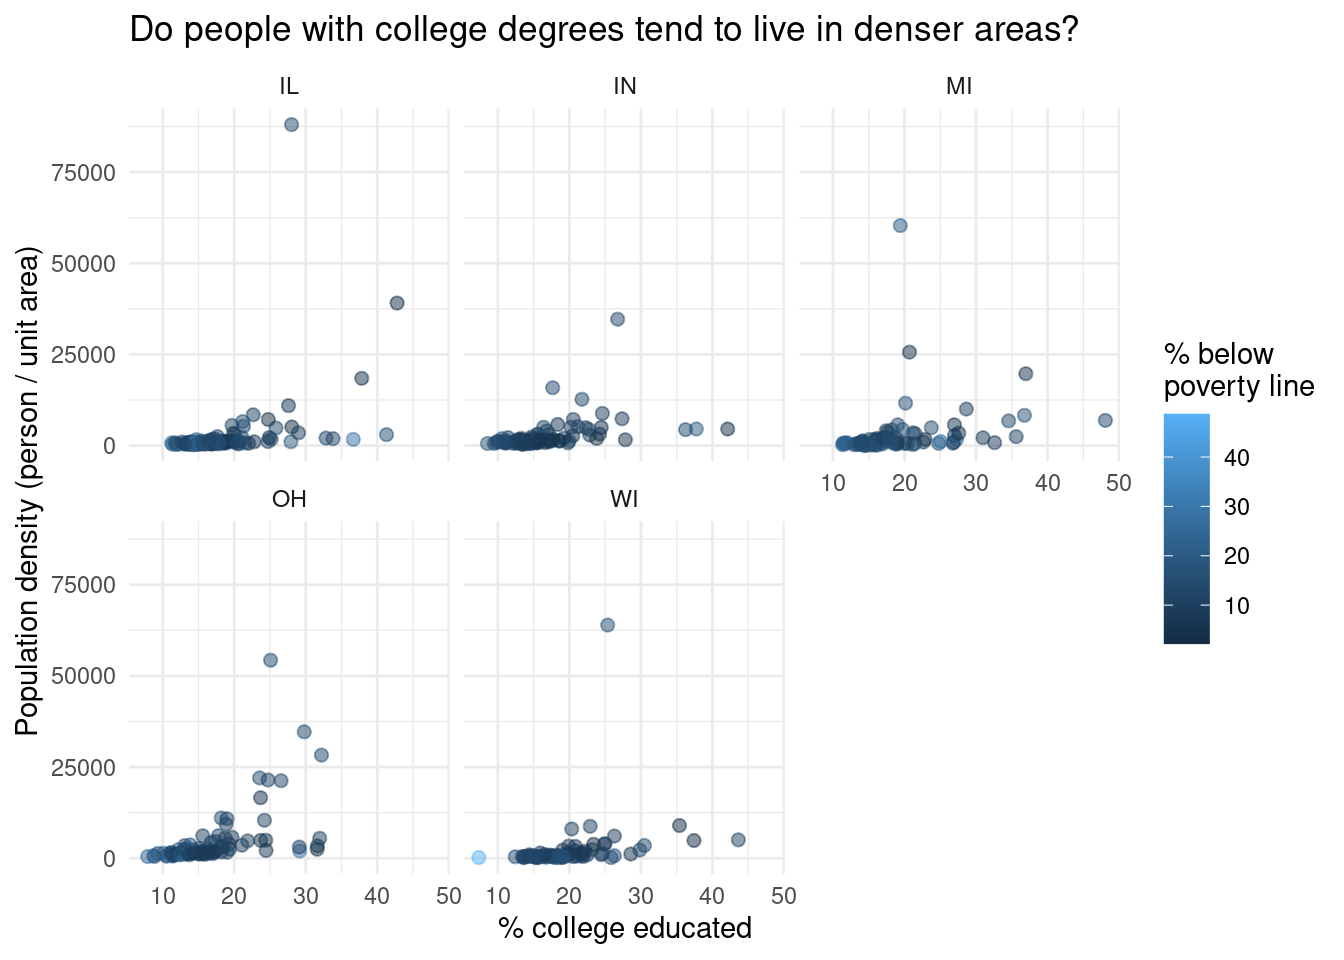 Do people with college degrees tend to live in denser areas?
IL
IN
MI
75000
50000
25000
0
10 20 30 40 50
OH
WI
75000
50000
25000
0
10 20 30 40 50
10 20 30 40 50
% college educated
Population density (person / unit area)
% below
poverty line
40
30
20
10